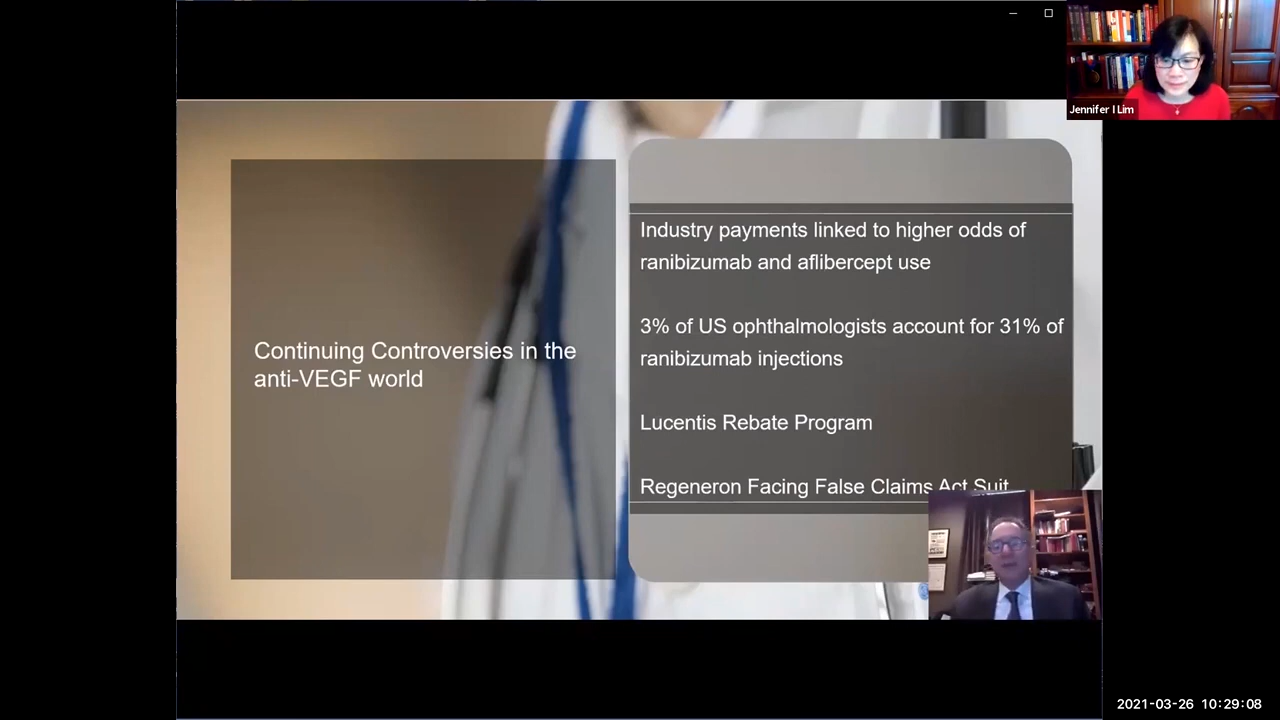 Jennifer I Lim
Continuing Controversies in the
anti-VEGF world
Industry payments linked to higher odds of
ranibizumab and aflibercept use
3% of US ophthalmologists account for 31% of
ranibizumab injections
Lucentis Rebate Program
Regeneron Facing False Claims Act Suit
2021-03-26 10:29:08